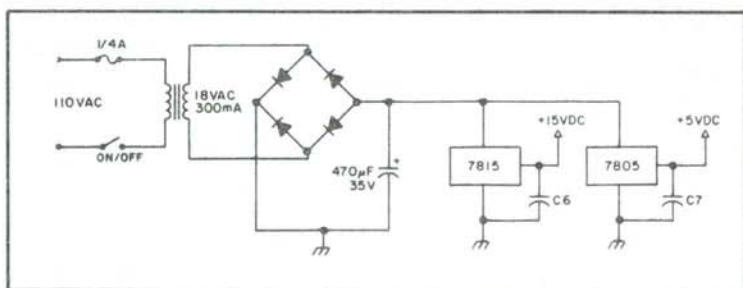 1/4A
110VAC
ON/OFF
18VAC
300mA
470µF
35V
+
7815
+15VDC
C6
7805
+5VDC
C7